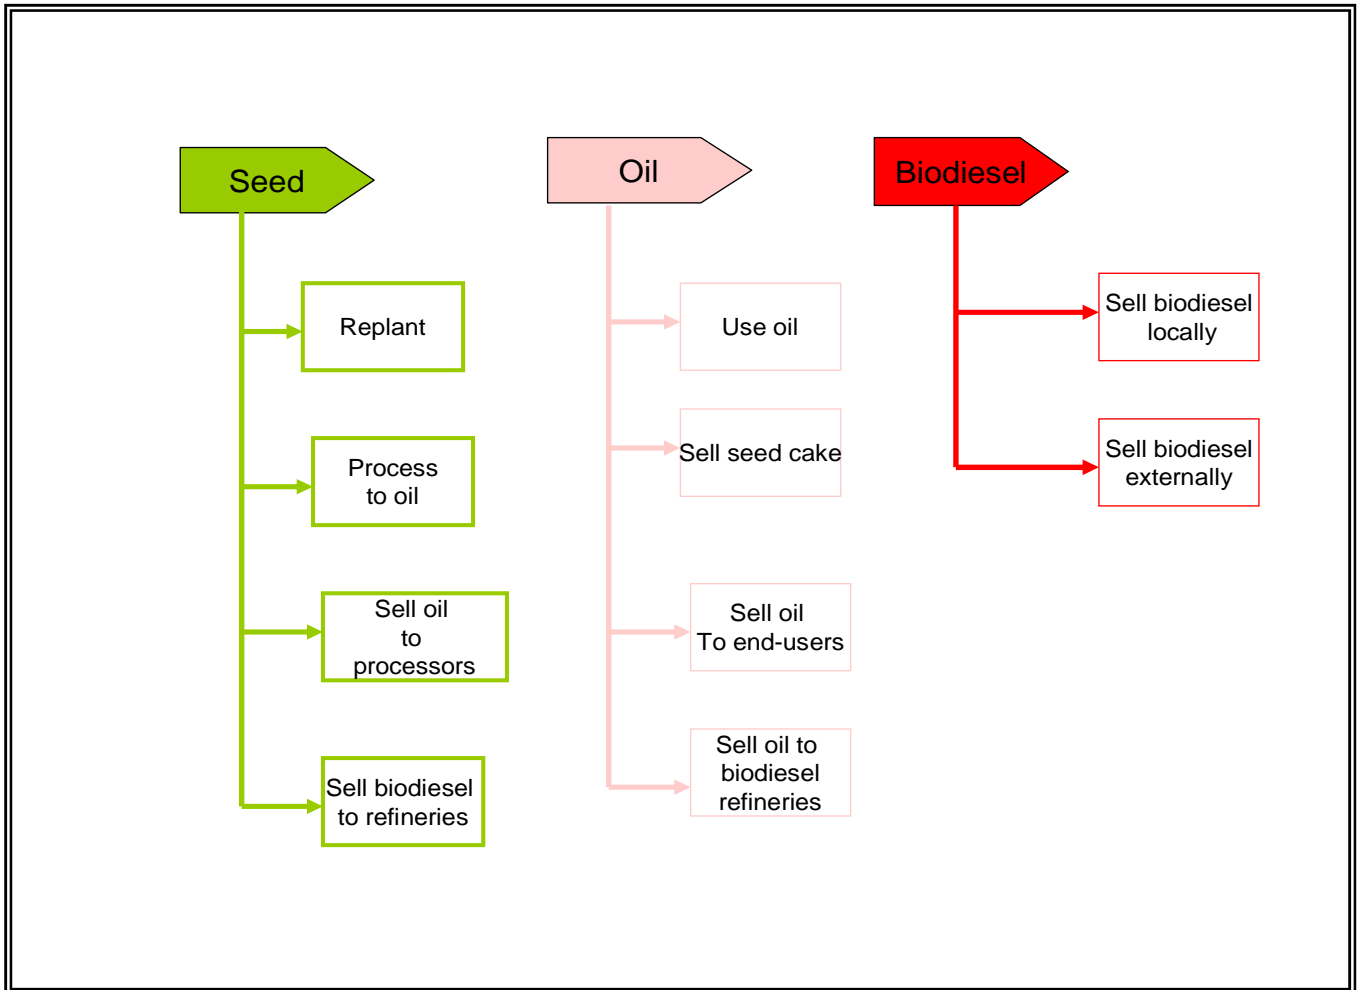 Seed
Replant
Process
to oil
Sell oil
to
processors
Sell biodiesel
to refineries
Oil
Use oil
Sell seed cake
Sell oil
To end-users
Sell oil to
biodiesel
refineries
Biodiesel
Sell biodiesel
locally
Sell biodiesel
externally